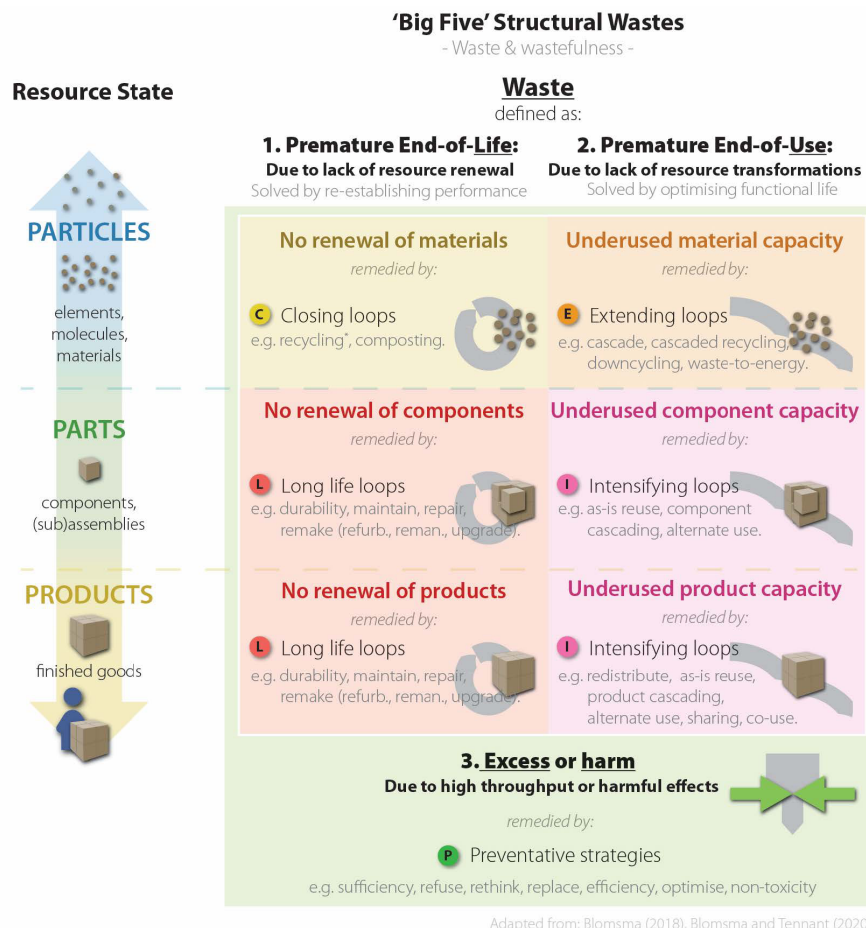 ‘Big Five’ Structural Wastes
- Waste & wastefulness -
Resource State
Waste
defined as:
1. Premature End-of-Life:
Due to lack of resource renewal
Solved by re-establishing performance
2. Premature End-of-Use:
Due to lack of resource transformations
Solved by optimising functional life
PARTICLES
elements,
molecules,
materials
No renewal of materials
remedied by:
C Closing loops
e.g. recycling*, composting.
Underused material capacity
remedied by:
E Extending loops
e.g. cascade, cascaded recycling,
downcycling, waste-to-energy.
PARTS
components,
(sub)assemblies
No renewal of components
remedied by:
L Long life loops
e.g. durability, maintain, repair,
remake (refurb., reman., upgrade).
Underused component capacity
remedied by:
I Intensifying loops
e.g. as-is reuse, component
cascading, alternate use.
PRODUCTS
finished goods
No renewal of products
remedied by:
L Long life loops
e.g. durability, maintain, repair,
remake (refurb., reman., upgrade).
Underused product capacity
remedied by:
I Intensifying loops
e.g. redistribute, as-is reuse,
product cascading,
alternate use, sharing, co-use.
3. Excess or harm
Due to high throughput or harmful effects
remedied by:
P Preventative strategies
e.g. sufficiency, refuse, rethink, replace, efficiency, optimise, non-toxicity
Adapted from: Blomsma (2018), Blomsma and Tennant (2020